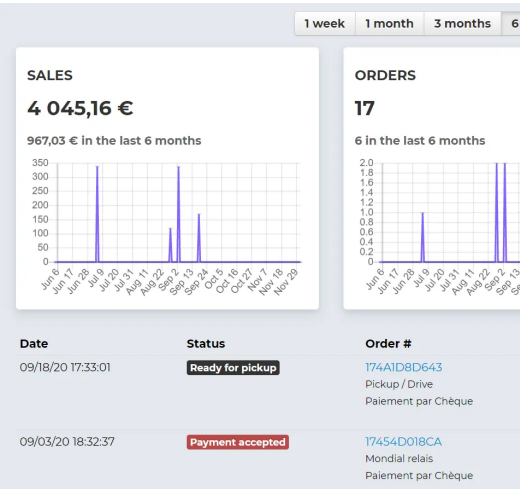 1 week 1 month 3 months 6
SALES
4 045,16 €
967,03 € in the last 6 months
350
300
250
200
150
100
50
0
Jun 6 Jun 17 Jun 28 Jul 9 Jul 20 Jul 31 Aug 11 Aug 22 Sep 2 Sep 13 Sep 24 Oct 5 Oct 16 Oct 27 Nov 7 Nov 18 Nov 29
ORDERS
17
6 in the last 6 months
2.0
1.8
1.6
1.4
1.2
1.0
0.8
0.6
0.4
0.2
0
Jun 6 Jun 17 Jun 28 Jul 9 Jul 20 Jul 31 Aug 11 Aug 22 Sep 2 Sep 13
Date Status Order #
09/18/20 17:33:01 Ready for pickup 174A1D8D643
Pickup / Drive
Paiement par Chèque
09/03/20 18:32:37 Payment accepted 17454D018CA
Mondial relais
Paiement par Chèque